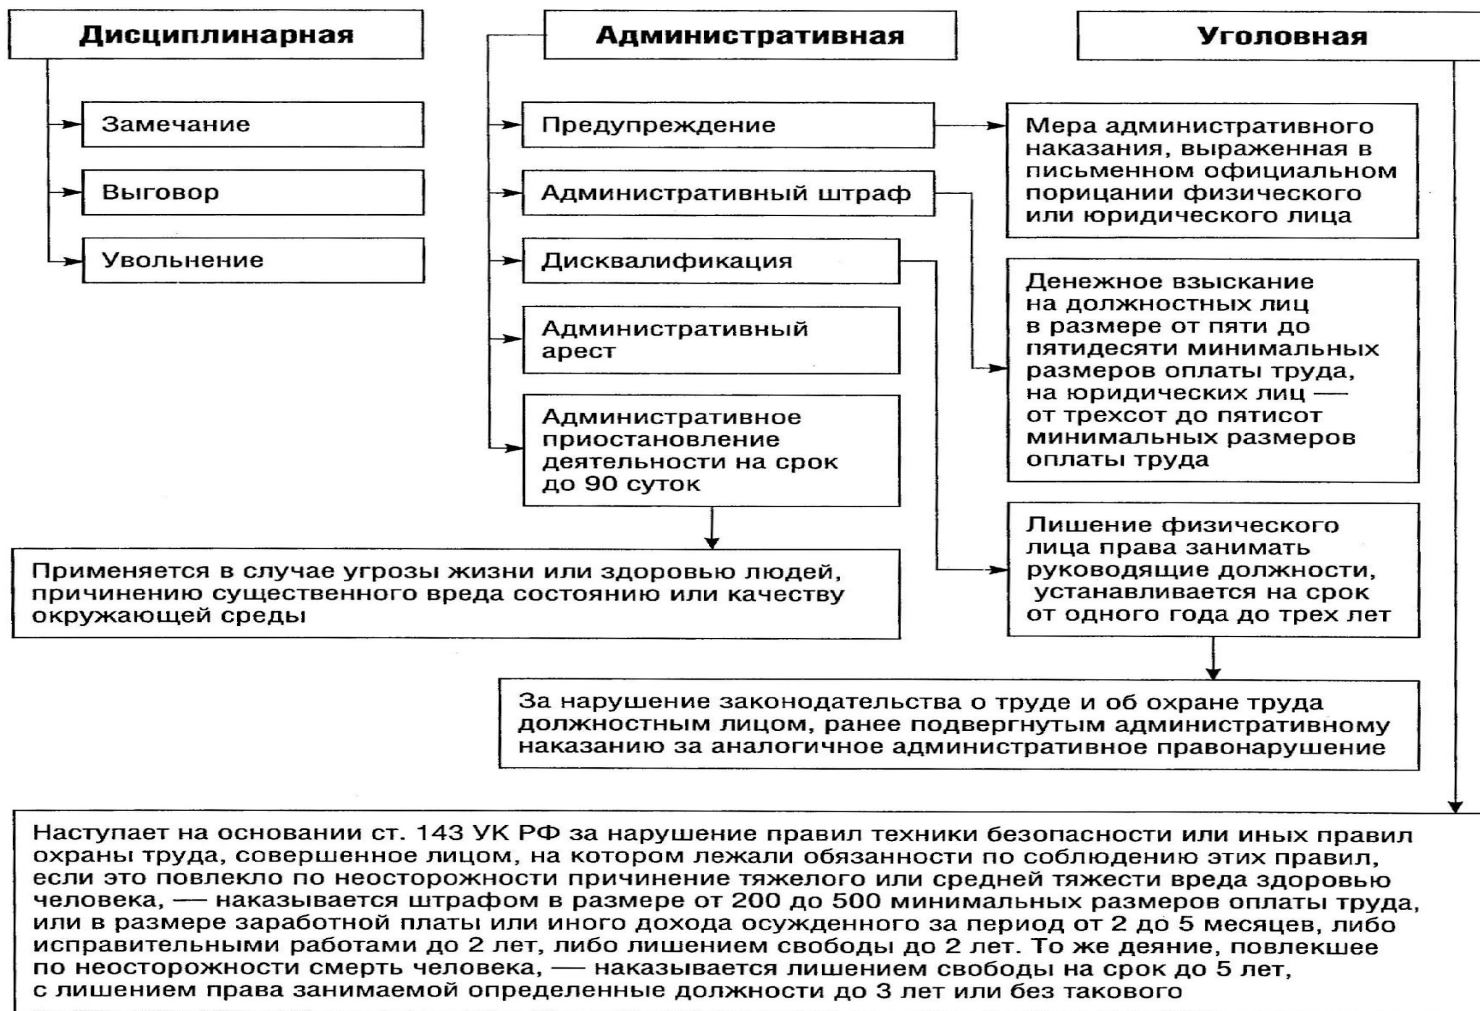 Дисциплинарная
Административная
Уголовная
Замечание
Выговор
Увольнение
Предупреждение
Административный штраф
Дисквалификация
Административный
арест
Административное
приостановление
деятельности на срок
до 90 суток
Мера административного
наказания, выраженная в
письменном официальном
порицании физического
или юридического лица
Денежное взыскание
на должностных лиц
в размере от пяти до
пятидесяти минимальных
размеров оплаты труда,
на юридических лиц —
от трехсот до пятисот
минимальных размеров
оплаты труда
Лишение физического
лица права занимать
руководящие должности,
устанавливается на срок
от одного года до трех лет
Применяется в случае угрозы жизни или здоровью людей,
причинению существенного вреда состоянию или качеству
окружающей среды
За нарушение законодательства о труде и об охране труда
должностным лицом, ранее подвергнутым административному
наказанию за аналогичное административное правонарушение
Наступает на основании ст. 143 УК РФ за нарушение правил техники безопасности или иных правил
охраны труда, совершенное лицом, на котором лежали обязанности по соблюдению этих правил,
если это повлекло по неосторожности причинение тяжелого или средней тяжести вреда здоровью
человека, — наказывается штрафом в размере от 200 до 500 минимальных размеров оплаты труда,
или в размере заработной платы или иного дохода осужденного за период от 2 до 5 месяцев, либо
исправительными работами до 2 лет, либо лишением свободы до 2 лет. То же деяние, повлекшее
по неосторожности смерть человека, — наказывается лишением свободы на срок до 5 лет,
с лишением права занимаемой определенные должности до 3 лет или без такового